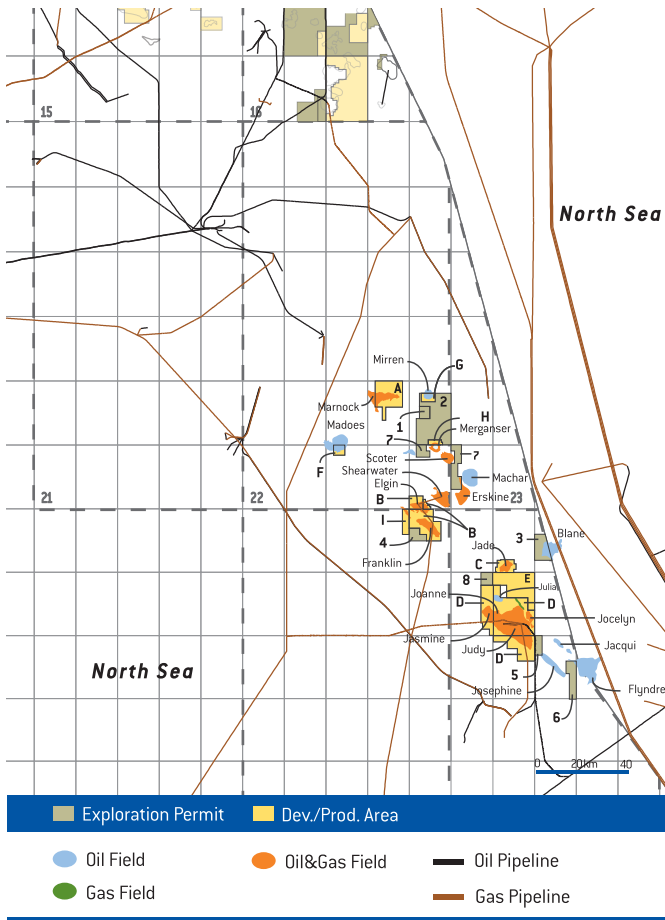 15
16
North Sea
Mirren
G
A
2
Marnock
1
H
Madoes
Merganser
7
F
Scoter
7
Shearwater
Machar
Elgin
B
Erskine
21
22
23
I
B
4
3
Blane
Franklin
Jade
C
8
E
Julia
Joanne
D
D
Jocelyn
Jasmine
Jacqui
Judy
D
5
North Sea
Josephine
Flyndre
6
0 20km 40
Exploration Permit Dev./Prod. Area
Oil Field Oil&Gas Field Oil Pipeline
Gas Field Gas Pipeline